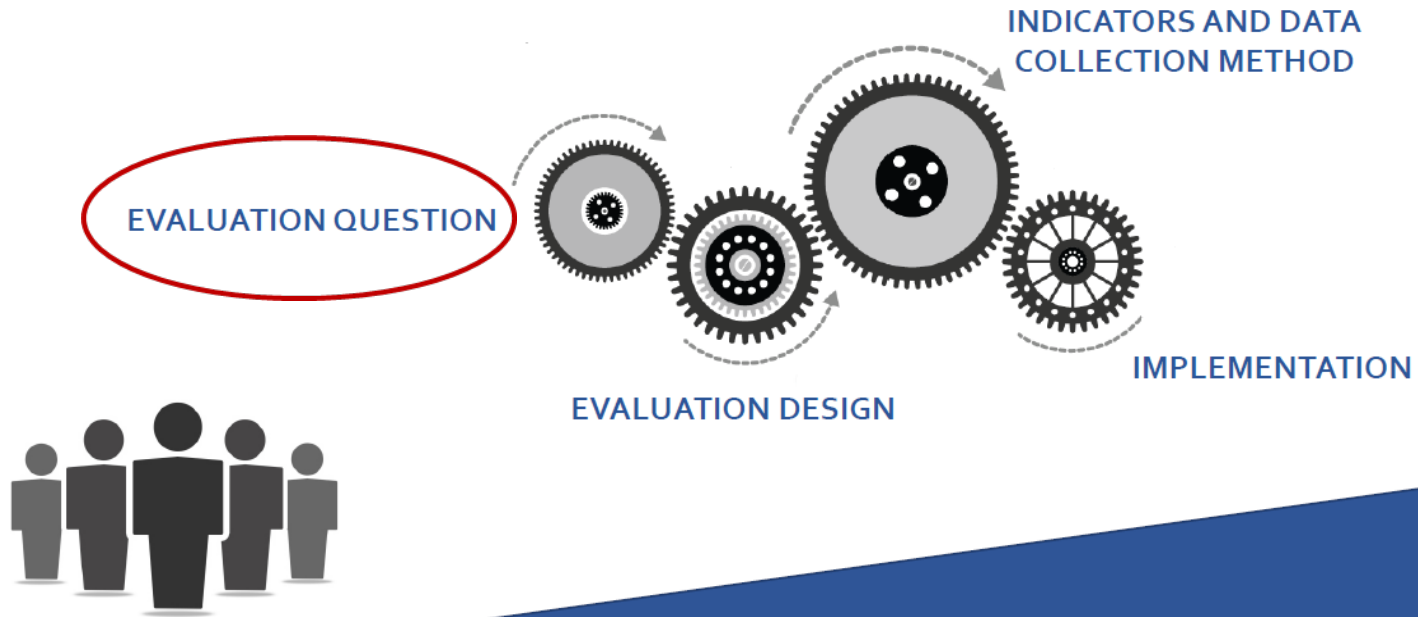 INDICATORS AND DATA
COLLECTION METHOD
EVALUATION QUESTION
IMPLEMENTATION
EVALUATION DESIGN